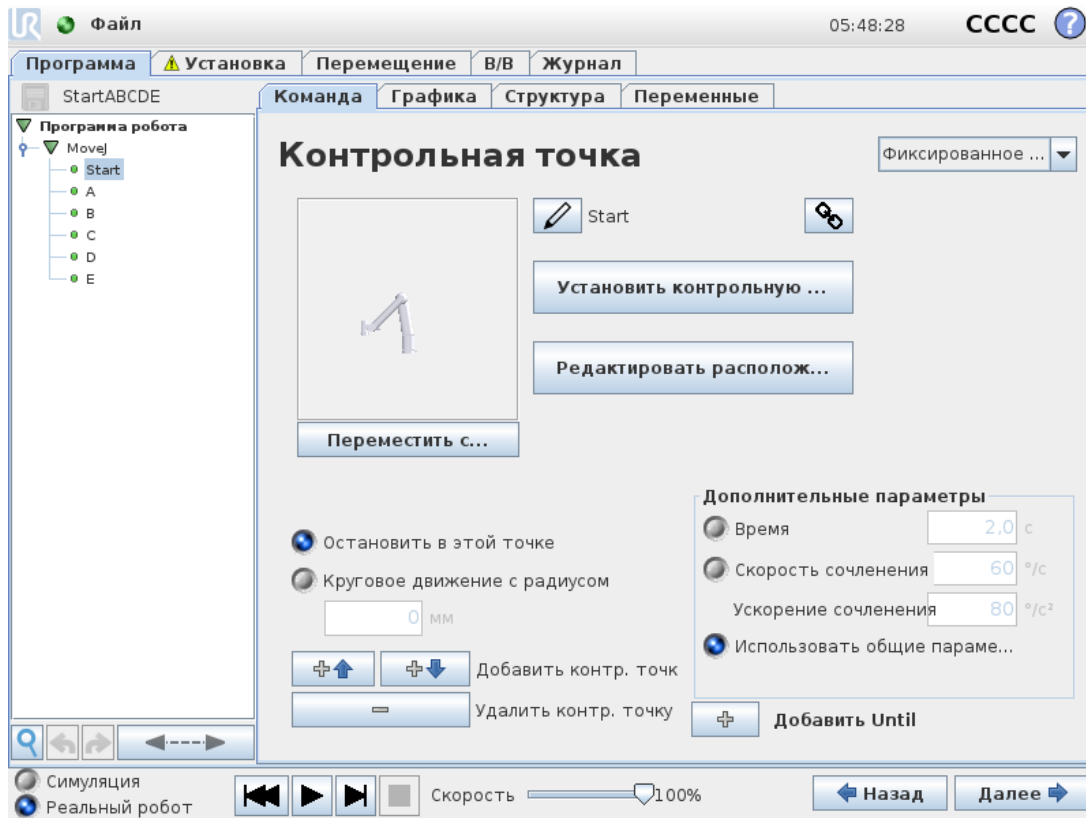 Файл 05:48:28 CCCC ?
Программа Установка Перемещение В/В Журнал
StartABCDE Команда Графика Структура Переменные
Программа робота
MoveJ
Start
A
B
C
D
E
Контрольная точка Фиксированное ...
Start
Установить контрольную ...
Редактировать располож...
Переместить с...
Остановить в этой точке
Круговое движение с радиусом
0 мм
Добавить контр. точк
Удалить контр. точку
Дополнительные параметры
Время 2,0 с
Скорость сочленения 60 °/с
Ускорение сочленения 80 °/с²
Использовать общие параме...
Добавить Until
Симуляция
Реальный робот
Скорость 100%
Назад Далее